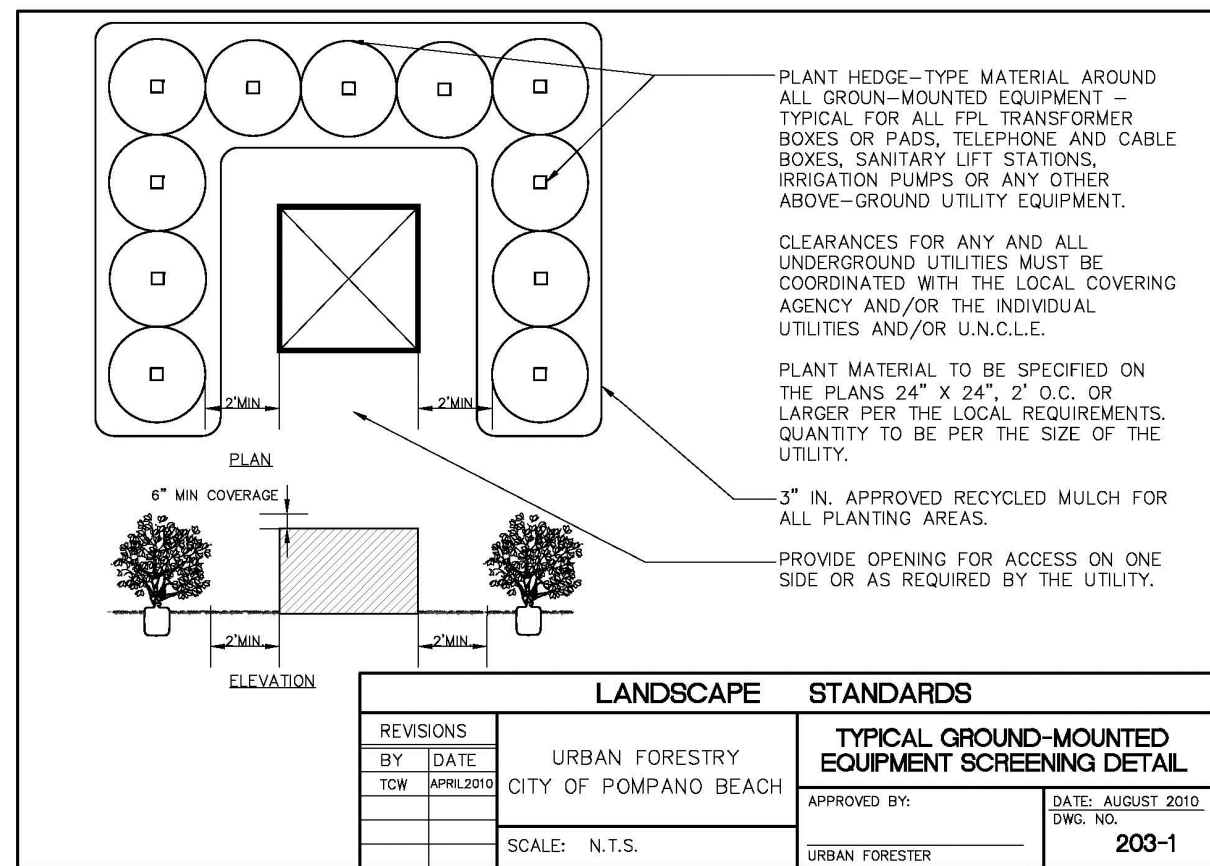 PLANT HEDGE-TYPE MATERIAL AROUND
ALL GROUN-MOUNTED EQUIPMENT –
TYPICAL FOR ALL FPL TRANSFORMER
BOXES OR PADS, TELEPHONE AND CABLE
BOXES, SANITARY LIFT STATIONS,
IRRIGATION PUMPS OR ANY OTHER
ABOVE-GROUND UTILITY EQUIPMENT.
CLEARANCES FOR ANY AND ALL
UNDERGROUND UTILITIES MUST BE
COORDINATED WITH THE LOCAL COVERING
AGENCY AND/OR THE INDIVIDUAL
UTILITIES AND/OR U.N.C.L.E.
PLANT MATERIAL TO BE SPECIFIED ON
THE PLANS 24" X 24", 2' O.C. OR
LARGER PER THE LOCAL REQUIREMENTS.
QUANTITY TO BE PER THE SIZE OF THE
UTILITY.
3" IN. APPROVED RECYCLED MULCH FOR
ALL PLANTING AREAS.
PROVIDE OPENING FOR ACCESS ON ONE
SIDE OR AS REQUIRED BY THE UTILITY.
2'MIN
2'MIN
PLAN
6" MIN COVERAGE
2'MIN.
2'MIN.
ELEVATION
LANDSCAPE STANDARDS
REVISIONS
BY DATE
TCW APRIL2010
URBAN FORESTRY
CITY OF POMPANO BEACH
SCALE: N.T.S.
TYPICAL GROUND-MOUNTED
EQUIPMENT SCREENING DETAIL
APPROVED BY:
URBAN FORESTER
DATE: AUGUST 2010
DWG. NO.
203-1